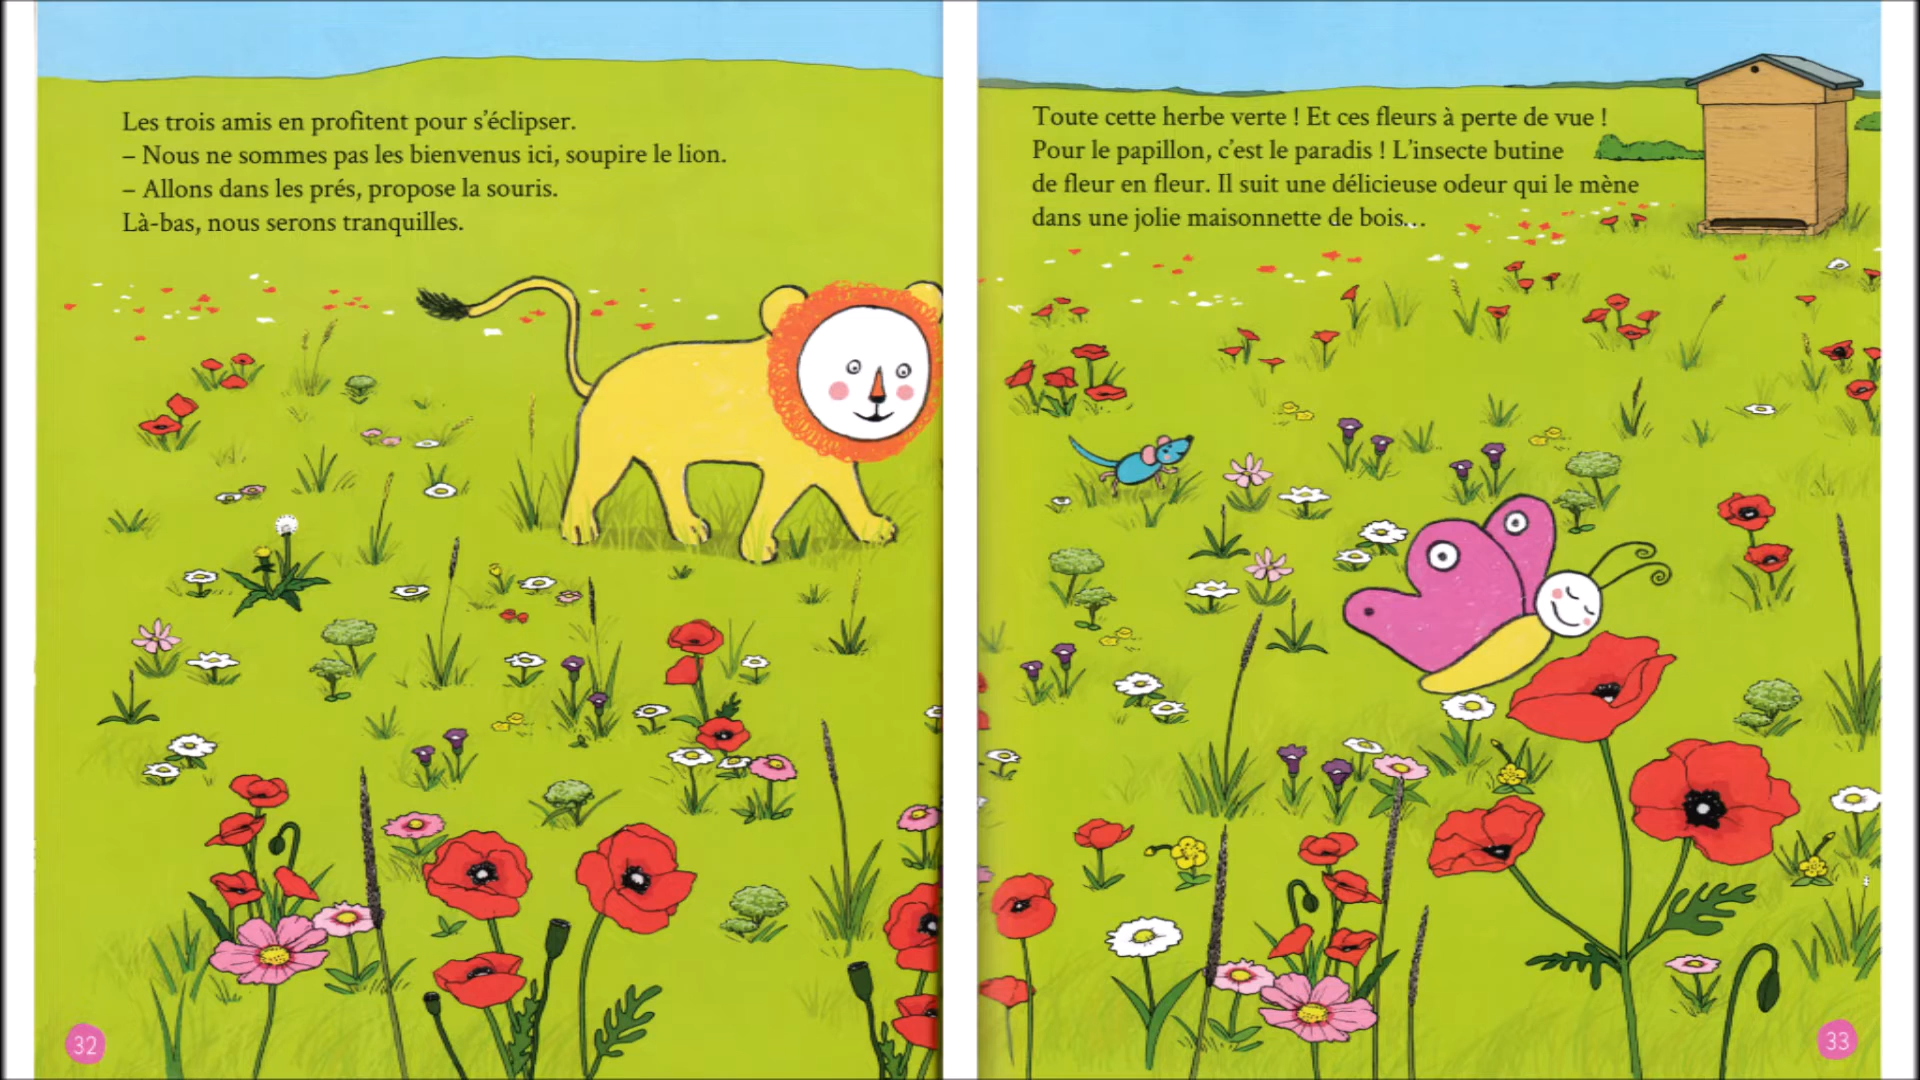 Les trois amis en profitent pour s’éclipser.
– Nous ne sommes pas les bienvenus ici, soupire le lion.
– Allons dans les prés, propose la souris.
Là-bas, nous serons tranquilles.
32
Toute cette herbe verte ! Et ces fleurs à perte de vue !
Pour le papillon, c’est le paradis ! L’insecte butine
de fleur en fleur. Il suit une délicieuse odeur qui le mène
dans une jolie maisonnette de bois…
33